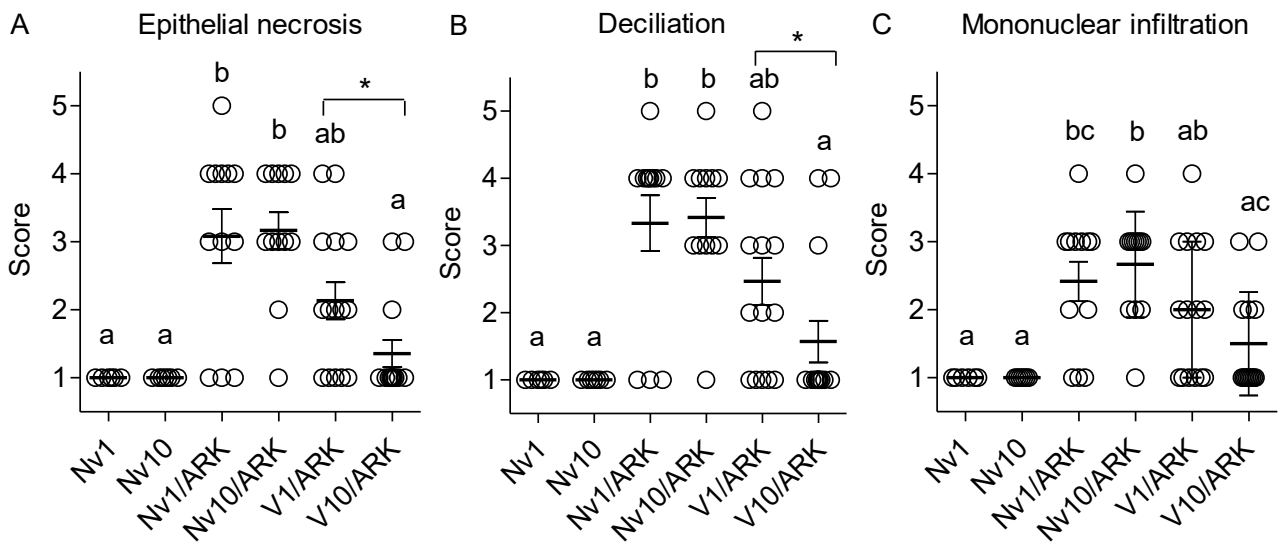 A Epithelial necrosis
Score
5
4
3
2
1
a
a
b
b
ab
*
a
Nv1
Nv10
Nv1/ARK
Nv10/ARK
V1/ARK
V10/ARK
B Deciliation
Score
5
4
3
2
1
a
a
b
b
ab
*
a
Nv1
Nv10
Nv1/ARK
Nv10/ARK
V1/ARK
V10/ARK
C Mononuclear infiltration
Score
5
4
3
2
1
a
a
bc
b
ab
ac
Nv1
Nv10
Nv1/ARK
Nv10/ARK
V1/ARK
V10/ARK